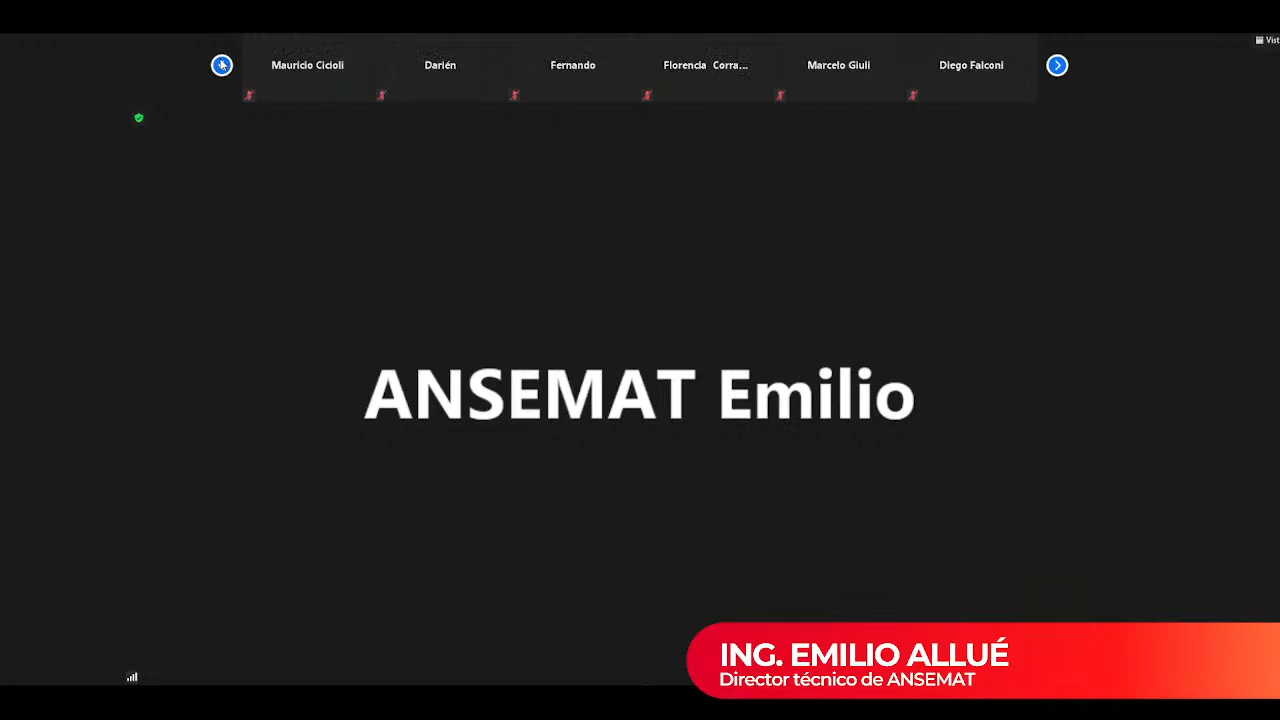 Vist
Mauricio Cicioli
Darién
Fernando
Florencia Corra...
Marcelo Giuli
Diego Falconi
ANSEMAT Emilio
ING. EMILIO ALLUÉ
Director técnico de ANSEMAT